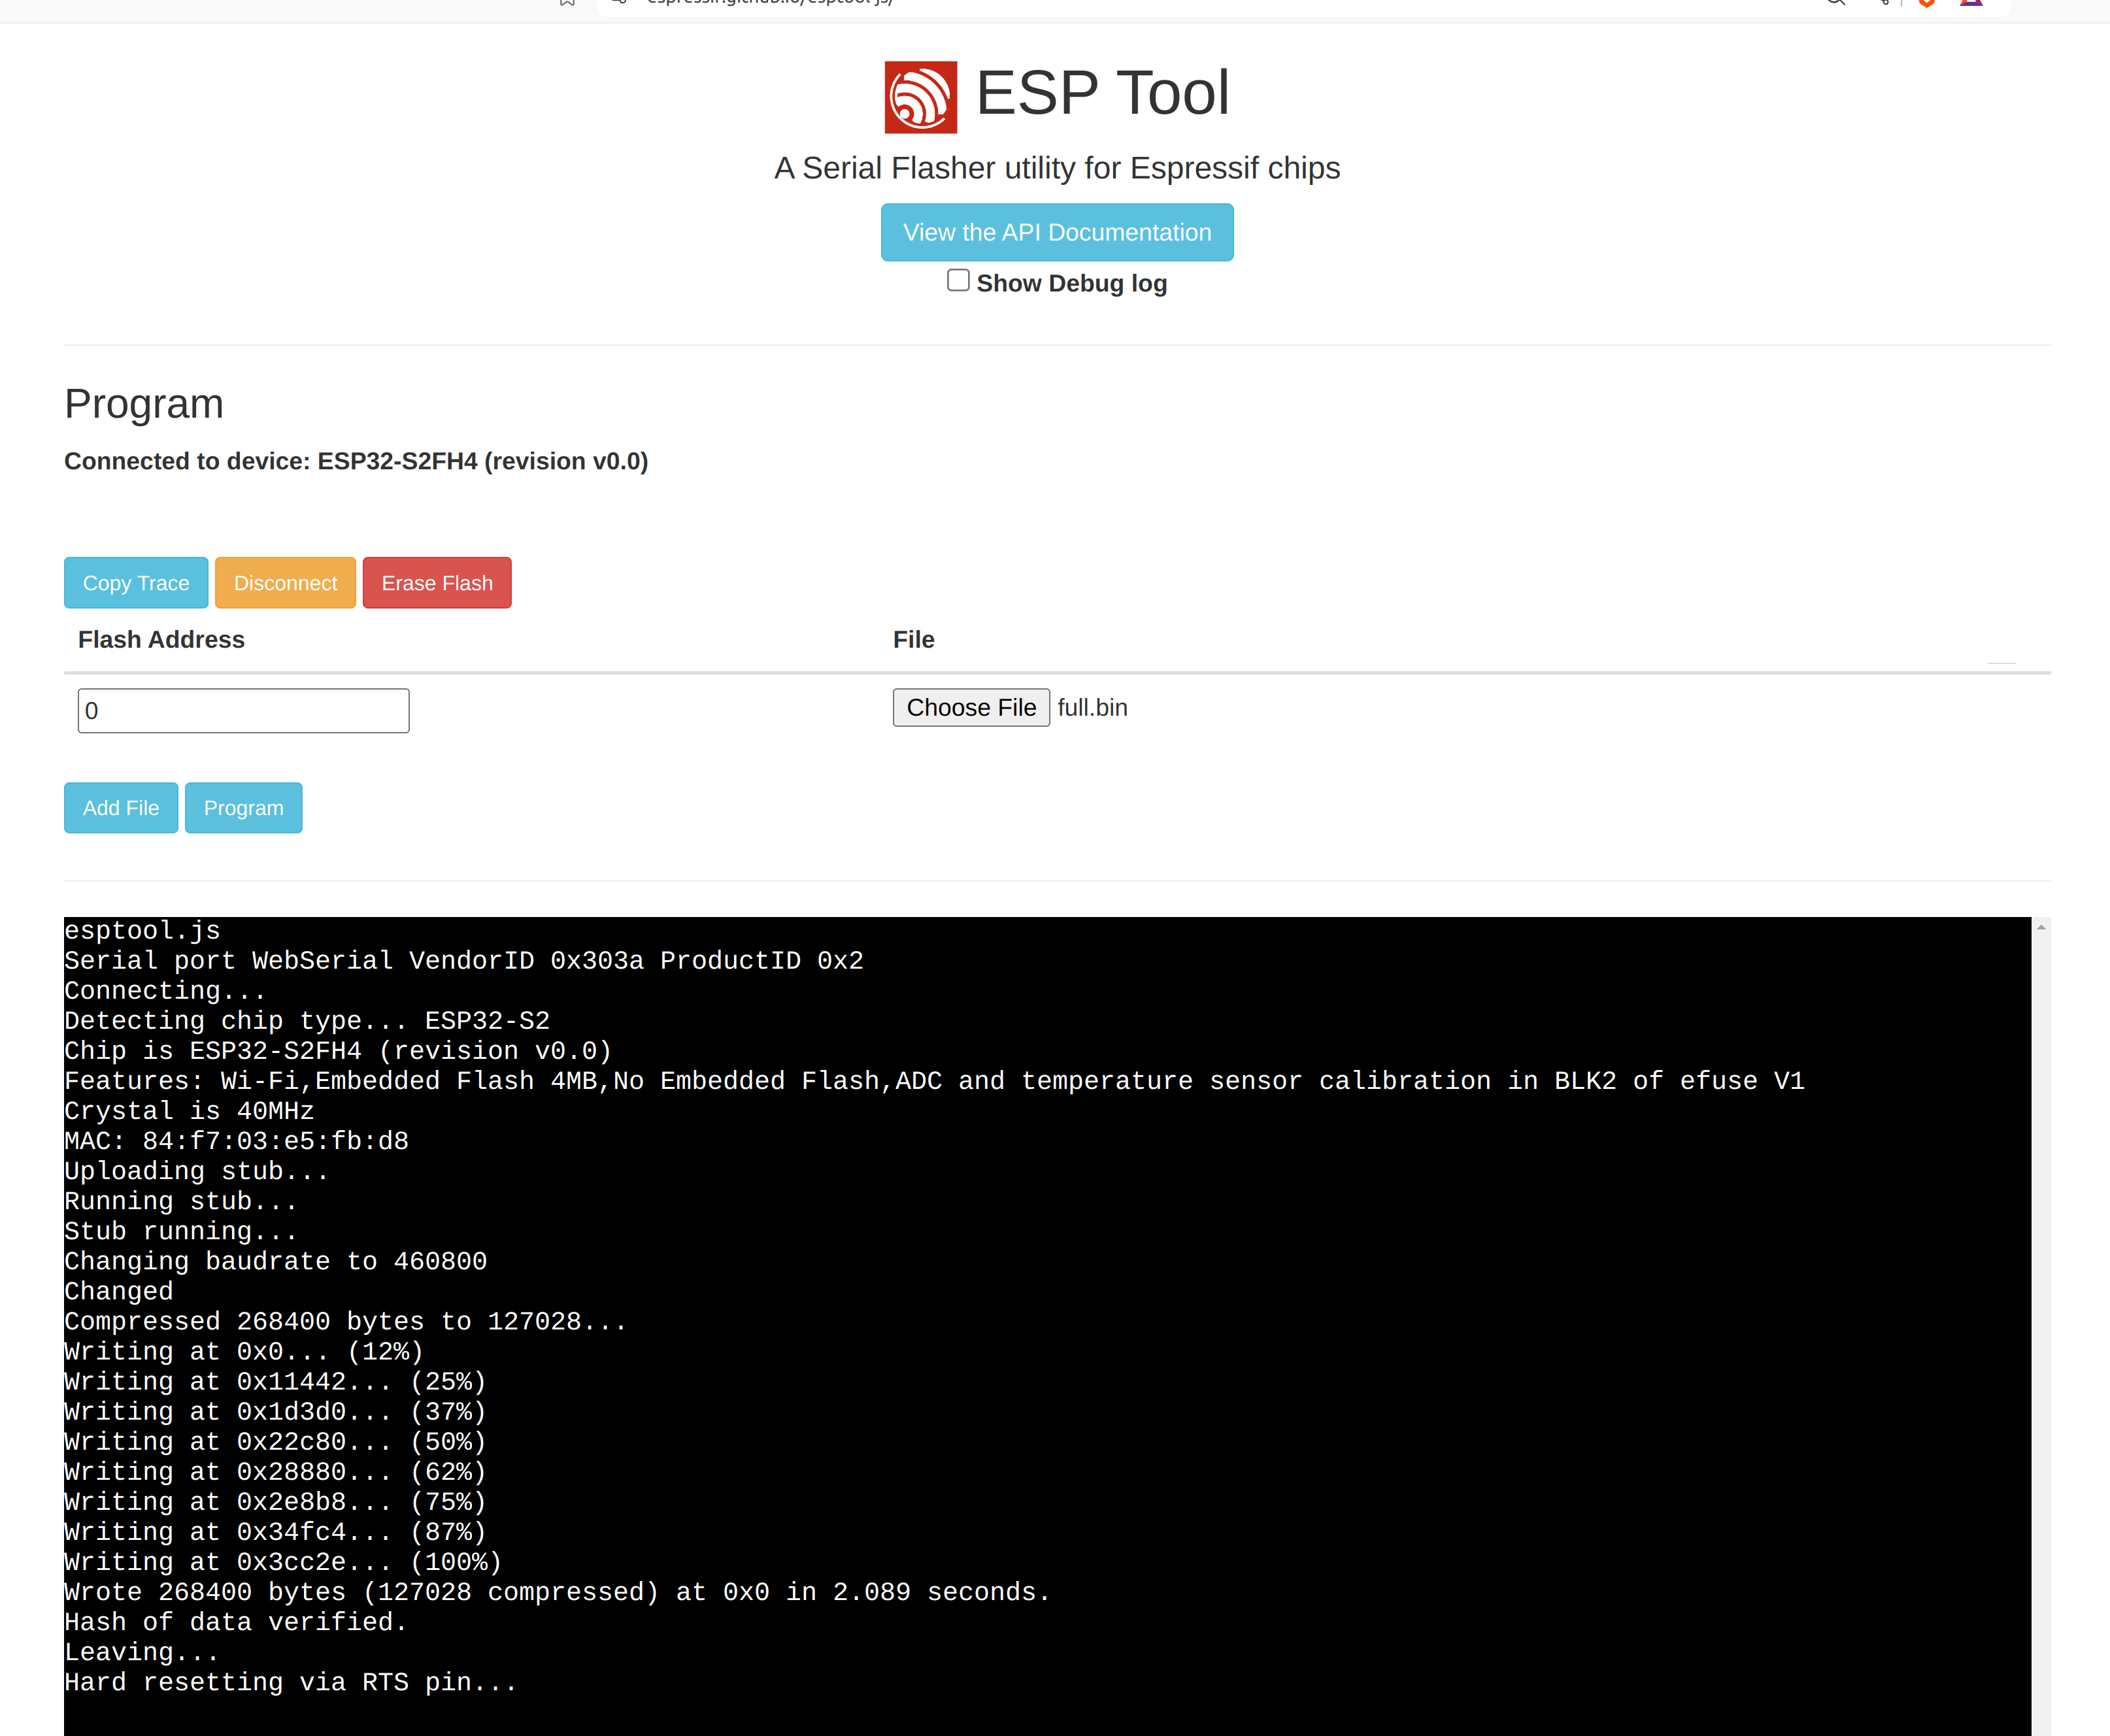 espressif.github.io/esptool-js/
ESP Tool
A Serial Flasher utility for Espressif chips
View the API Documentation
Show Debug log
Program
Connected to device: ESP32-S2FH4 (revision v0.0)
Copy Trace Disconnect Erase Flash
Flash Address File
0 Choose File full.bin
Add File Program
esptool.js
Serial port WebSerial VendorID 0x303a ProductID 0x2
Connecting...
Detecting chip type... ESP32-S2
Chip is ESP32-S2FH4 (revision v0.0)
Features: Wi-Fi,Embedded Flash 4MB,No Embedded Flash,ADC and temperature sensor calibration in BLK2 of efuse V1
Crystal is 40MHz
MAC: 84:f7:03:e5:fb:d8
Uploading stub...
Running stub...
Stub running...
Changing baudrate to 460800
Changed
Compressed 268400 bytes to 127028...
Writing at 0x0... (12%)
Writing at 0x11442... (25%)
Writing at 0x1d3d0... (37%)
Writing at 0x22c80... (50%)
Writing at 0x28880... (62%)
Writing at 0x2e8b8... (75%)
Writing at 0x34fc4... (87%)
Writing at 0x3cc2e... (100%)
Wrote 268400 bytes (127028 compressed) at 0x0 in 2.089 seconds.
Hash of data verified.
Leaving...
Hard resetting via RTS pin...